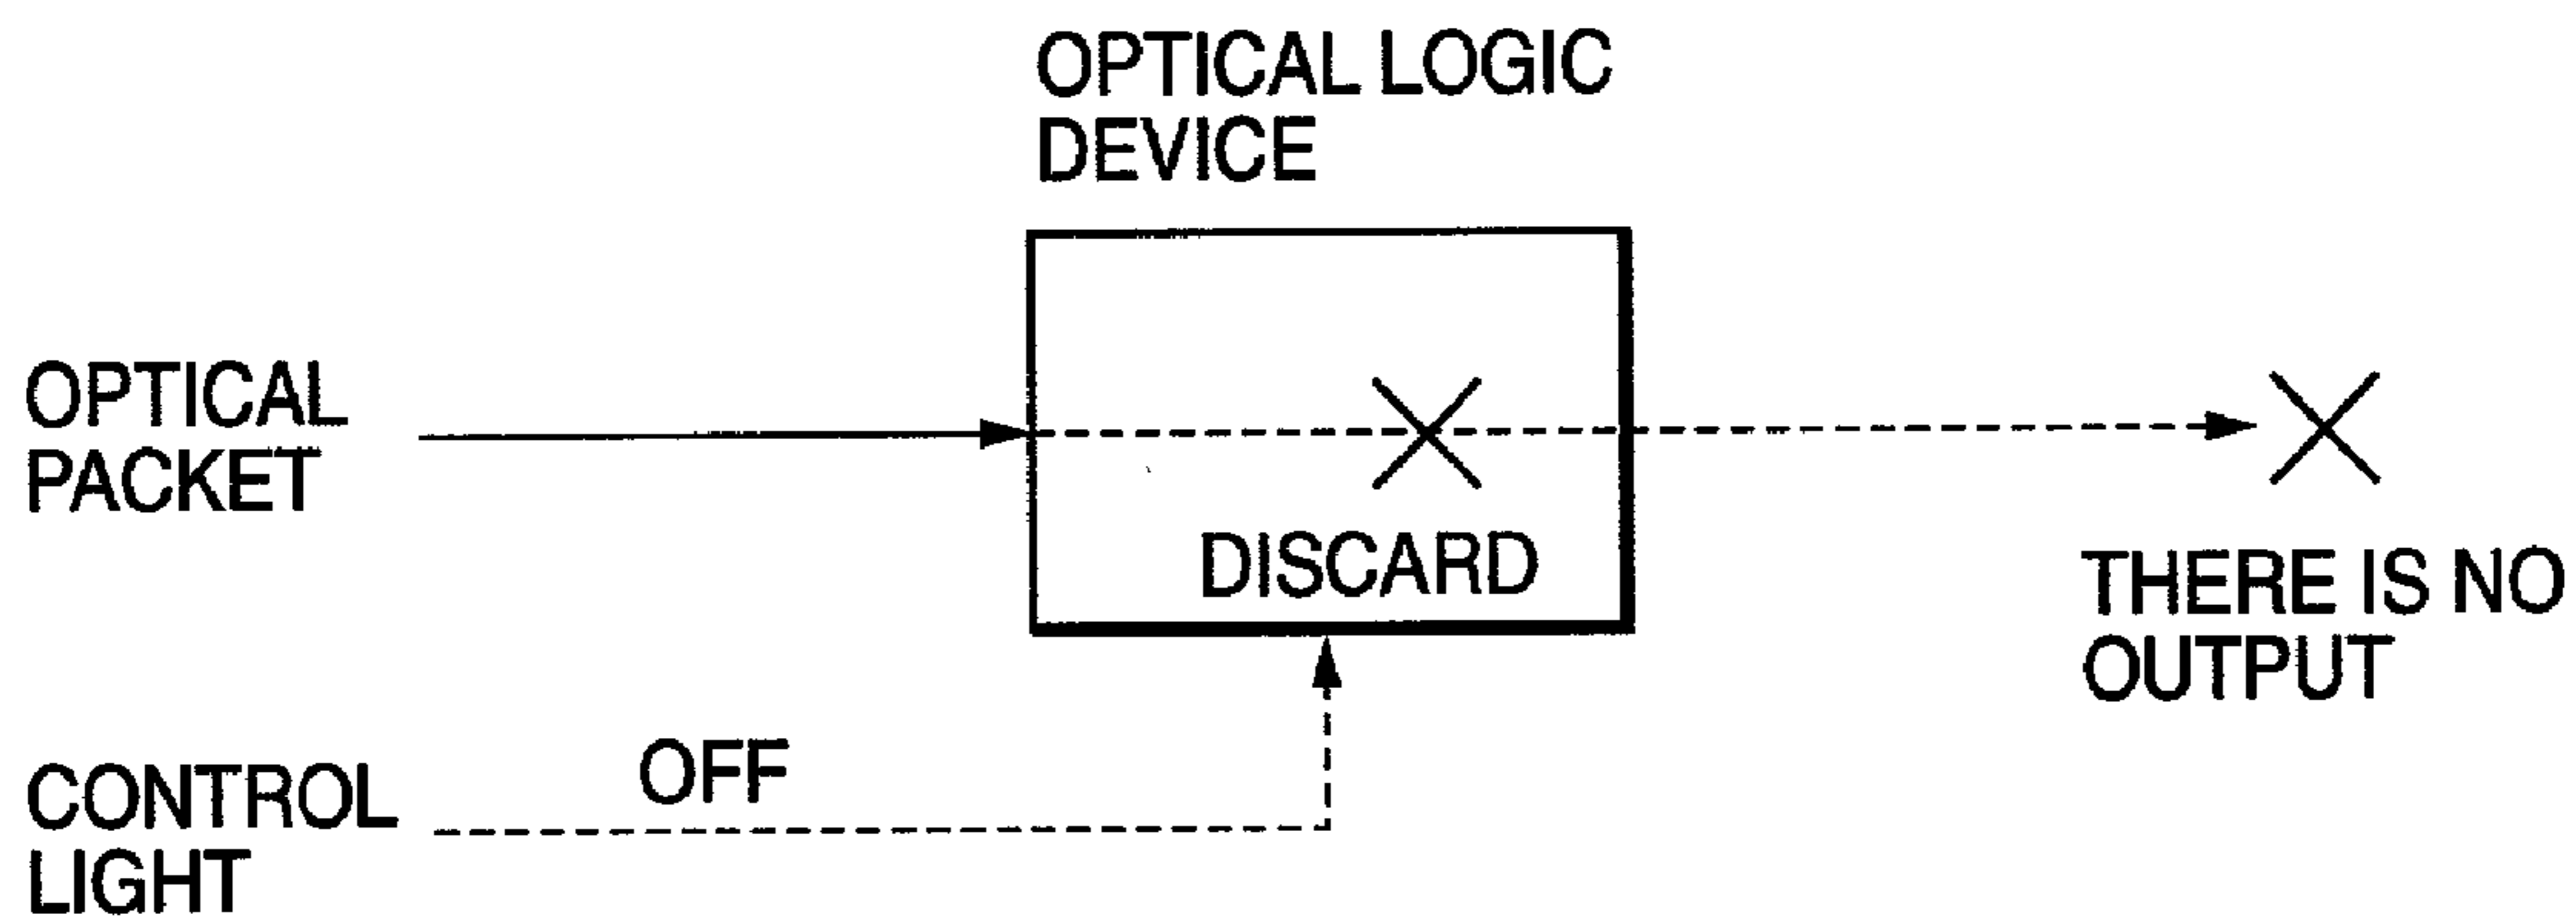 OPTICAL LOGIC
DEVICE
OPTICAL
PACKET
DISCARD
THERE IS NO
OUTPUT
OFF
CONTROL
LIGHT